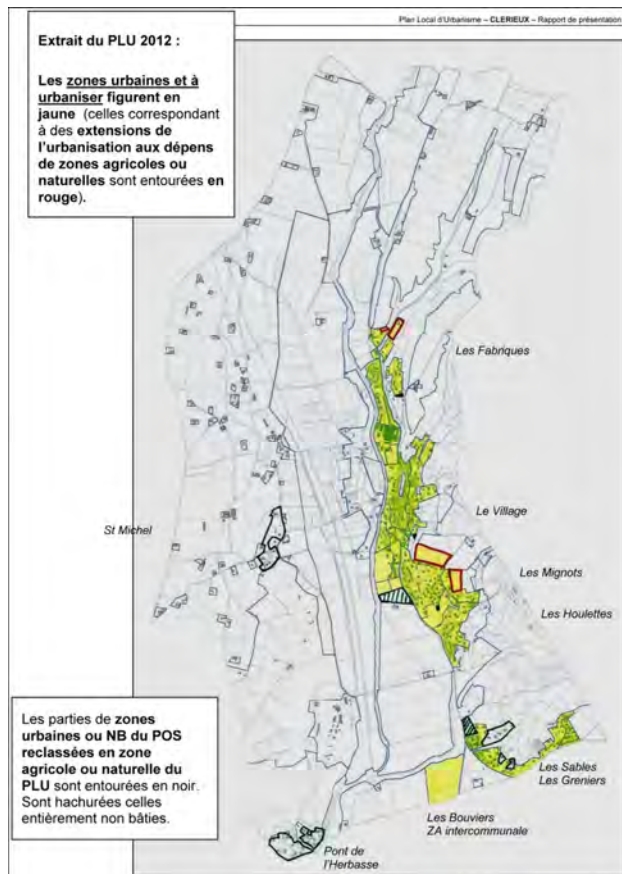 Plan Local d'Urbanisme – CLERIEUX – Rapport de présentation
Extrait du PLU 2012 :
Les zones urbaines et à
urbaniser figurent en
jaune (celles correspondant
à des extensions de
l'urbanisation aux dépens
de zones agricoles ou
naturelles sont entourées en
rouge).
Les Fabriques
Le Village
St Michel
Les Mignots
Les Houlettes
Les parties de zones
urbaines ou NB du POS
reclassées en zone
agricole ou naturelle du
PLU sont entourées en noir.
Sont hachurées celles
entièrement non bâties.
Les Sables
Les Greniers
Les Bouviers
ZA intercommunale
Pont de
l'Herbasse